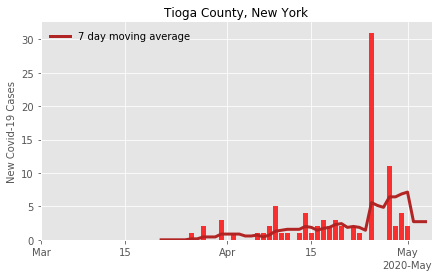 Tioga County, New York
7 day moving average
New Covid-19 Cases
30
25
20
15
10
5
0
Mar
15
Apr
15
May
2020-May